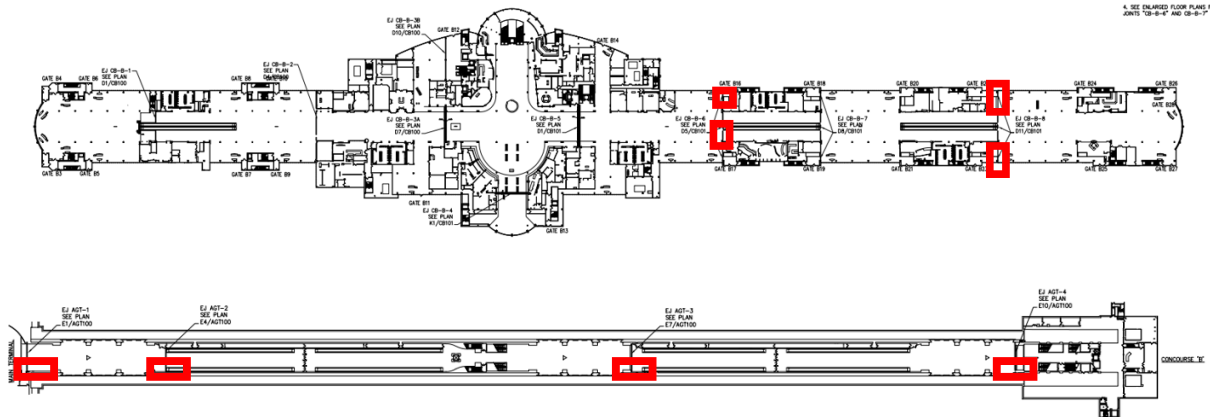 4. SEE ENLARGED FLOOR PLANS F
JOINTS "CB-B-6" AND "CB-B-7"
EJ CB-B-3B
SEE PLAN
D10/CB100
GATE B12
GATE B14
EJ CB-B-1
SEE PLAN
D1/CB100
EJ CB-B-2
SEE PLAN
GATE B4
GATE B6
GATE B8
GATE B16
GATE B18
GATE B20
GATE B24
GATE B26
GATE B28
EJ CB-B-3A
SEE PLAN
D7/CB100
EJ CB-B-5
SEE PLAN
D1/CB101
EJ CB-B-6
SEE PLAN
D5/CB101
EJ CB-B-7
SEE PLAN
D8/CB101
EJ CB-B-8
SEE PLAN
D11/CB101
GATE B3
GATE B5
GATE B7
GATE B9
GATE B17
GATE B19
GATE B21
GATE B25
GATE B27
GATE B11
EJ CB-B-4
SEE PLAN
K1/CB101
GATE B13
EJ AGT-1
SEE PLAN
E1/AGT100
EJ AGT-2
SEE PLAN
E4/AGT100
EJ AGT-3
SEE PLAN
E7/AGT100
EJ AGT-4
SEE PLAN
E10/AGT100
MAIN TERMINAL
CONCOURSE "B"